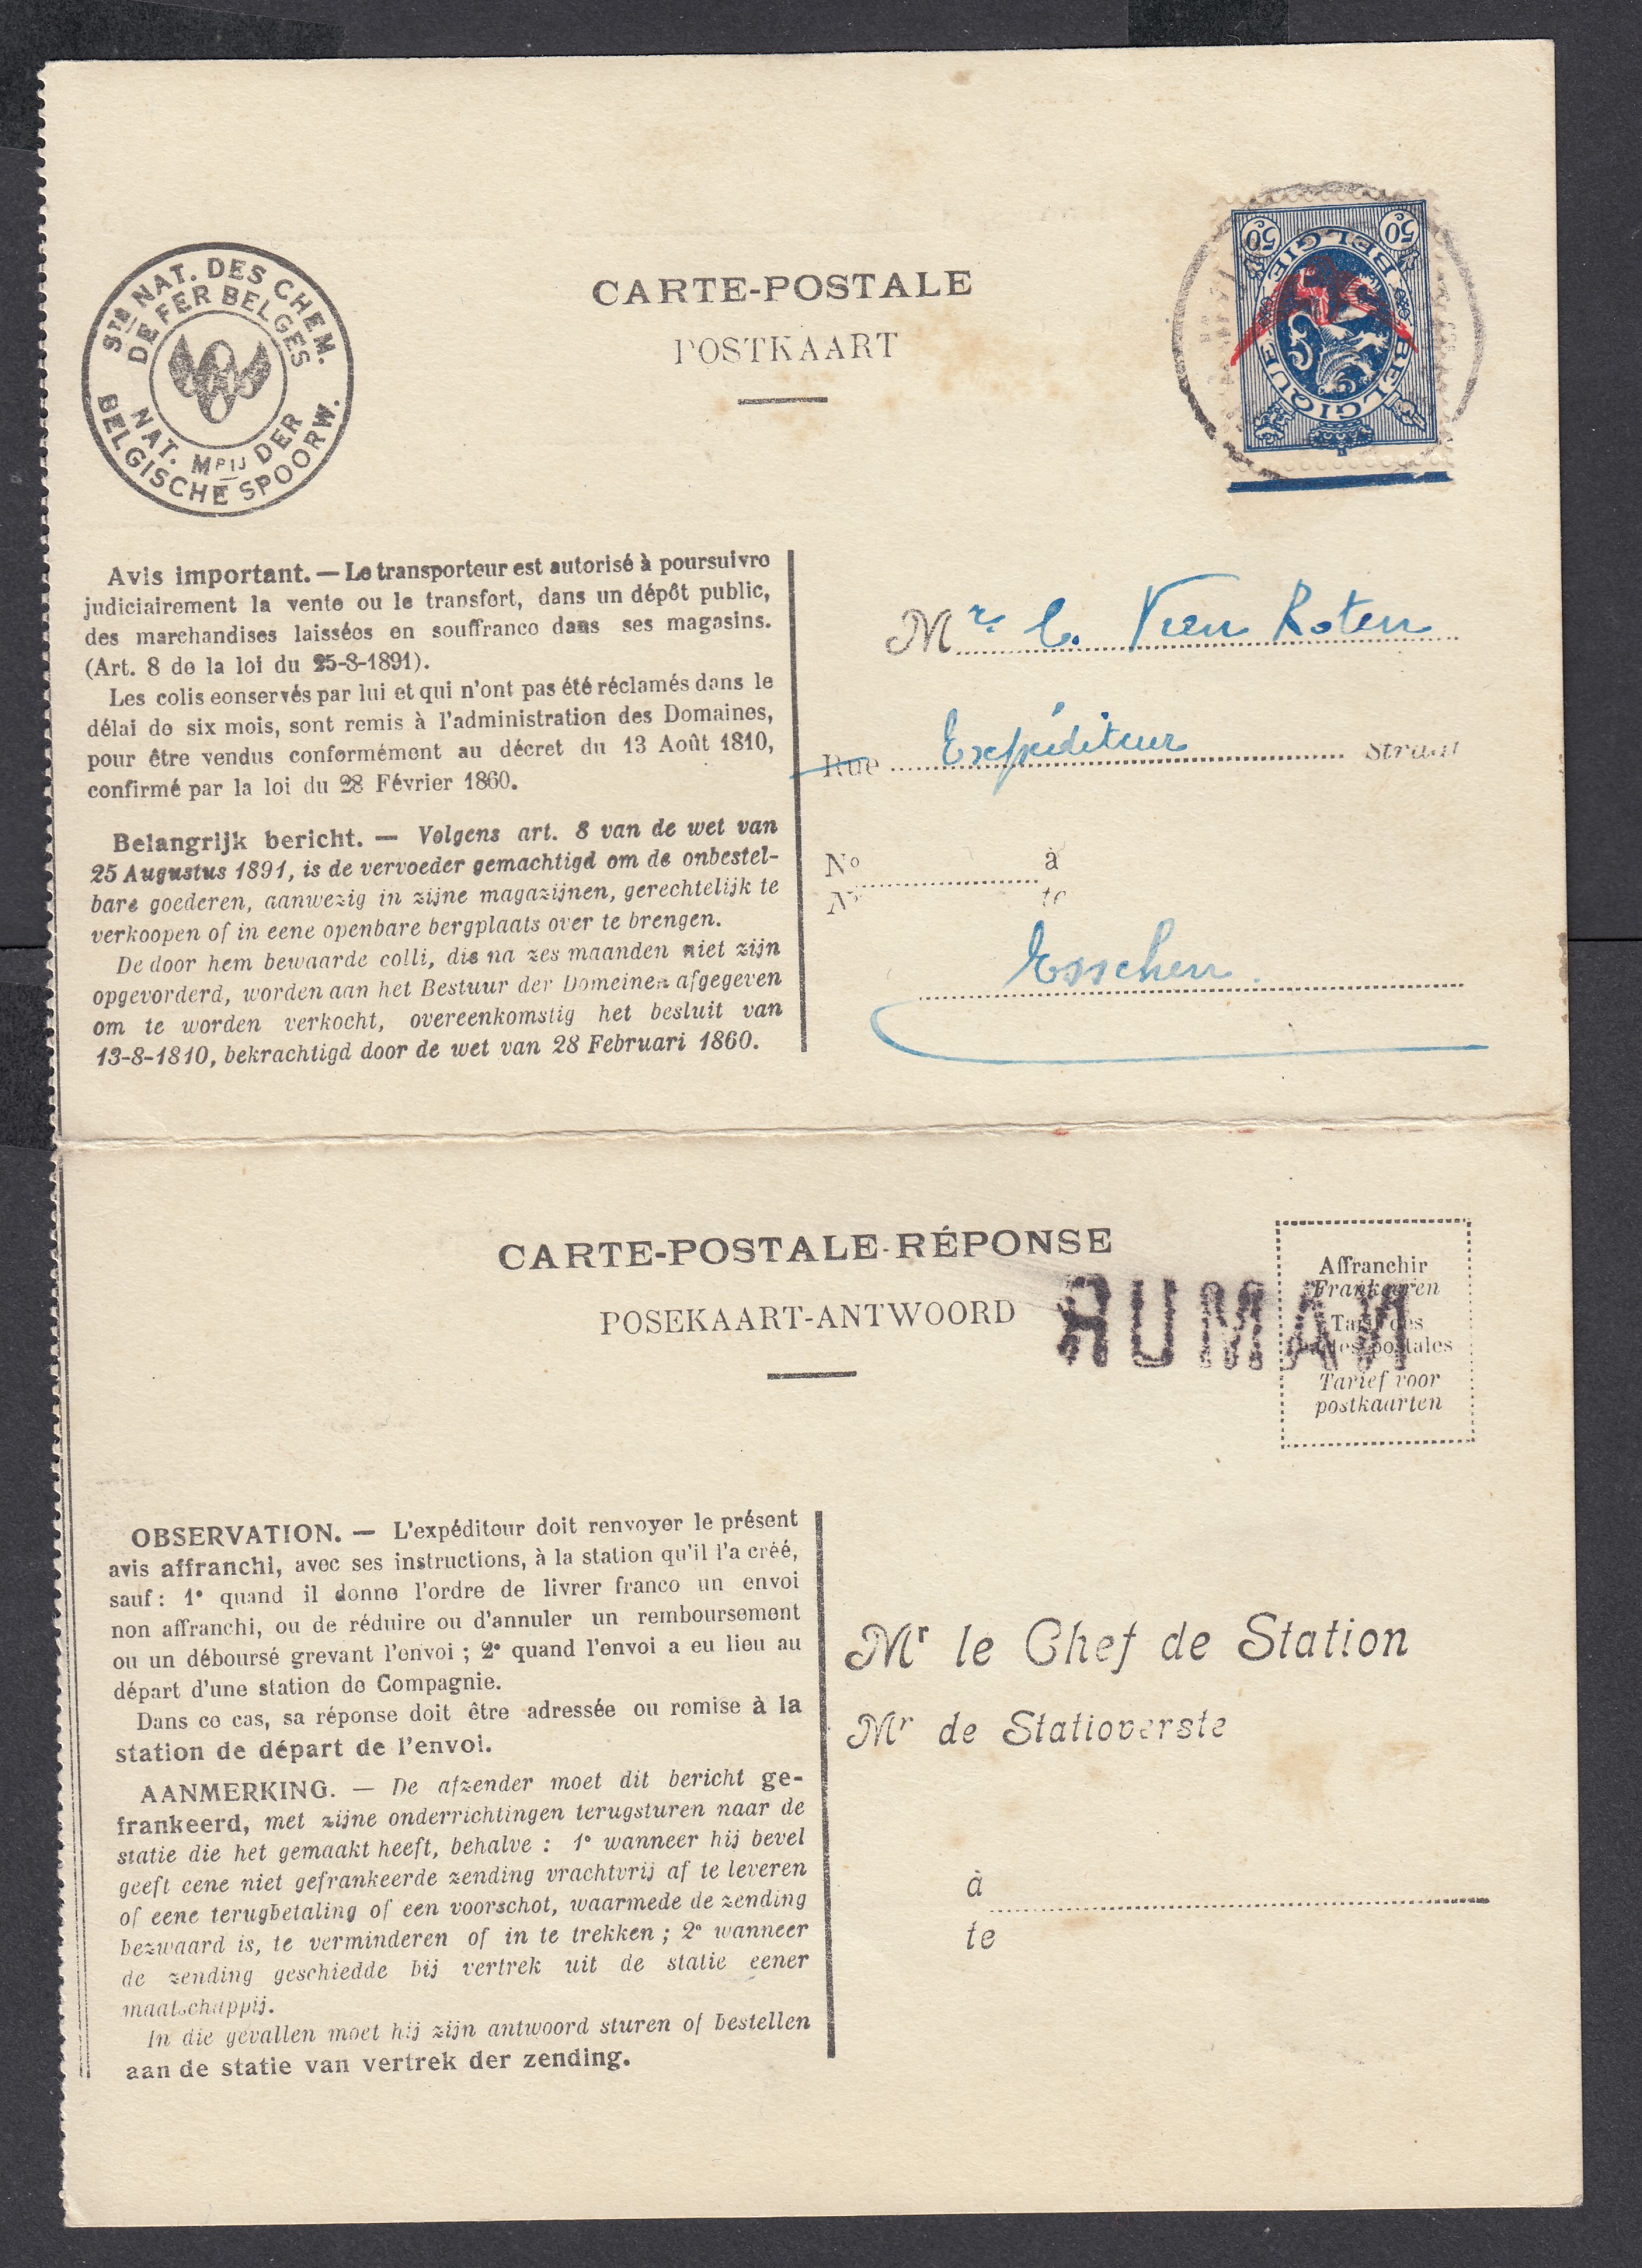 CARTE-POSTALE
POSTKAART
STÉ NAT. DES CHEM.
DE FER BELGES
NAT. MPIJ DER
BELGISCHE SPOORW.
50c 50c
BELGIE
BELGIQUE
Avis important. — Le transporteur est autorisé à poursuivre
judiciairement la vente ou le transfert, dans un dépôt public,
des marchandises laissées en souffrance dans ses magasins.
(Art. 8 de la loi du 25-8-1891).
Les colis eonservés par lui et qui n'ont pas été réclamés dans le
délai de six mois, sont remis à l'administration des Domaines,
pour être vendus conformément au décret du 13 Août 1810,
confirmé par la loi du 28 Février 1860.
Belangrijk bericht. — Volgens art. 8 van de wet van
25 Augustus 1891, is de vervoeder gemachtigd om de onbestel-
bare goederen, aanwezig in zijne magazijnen, gerechtelijk te
verkoopen of in eene openbare bergplaats over te brengen.
De door hem bewaarde colli, die na zes maanden niet zijn
opgevorderd, worden aan het Bestuur der Domeinen afgegeven
om te worden verkocht, overeenkomstig het besluit van
13-8-1810, bekrachtigd door de wet van 28 Februari 1860.
Mr. Roten
Rue Expéditeur Straat
No à
No te
Esschen.
CARTE-POSTALE-RÉPONSE
POSEKAART-ANTWOORD
RUMAN
Affranchir
Frankeeren
Tarif des
cartes postales
Tarief voor
postkaarten
OBSERVATION. — L'expéditeur doit renvoyer le présent
avis affranchi, avec ses instructions, à la station qu'il l'a créé,
sauf : 1° quand il donne l'ordre de livrer franco un envoi
non affranchi, ou de réduire ou d'annuler un remboursement
ou un déboursé grevant l'envoi ; 2° quand l'envoi a eu lieu au
départ d'une station de Compagnie.
Dans ce cas, sa réponse doit être adressée ou remise à la
station de départ de l'envoi.
AANMERKING. — De afzender moet dit bericht ge-
frankeerd, met zijne onderrichtingen terugsturen naar de
statie die het gemaakt heeft, behalve : 1° wanneer hij bevel
geeft eene niet gefrankeerde zending vrachtvrij af te leveren
of eene terugbetaling of een voorschot, waarmede de zending
bezwaard is, te verminderen of in te trekken ; 2° wanneer
de zending geschiedde bij vertrek uit de statie eener
maatschappij.
In die gevallen moet hij zijn antwoord sturen of bestellen
aan de statie van vertrek der zending.
Mr le Chef de Station
Mr de Statioverste
à
te